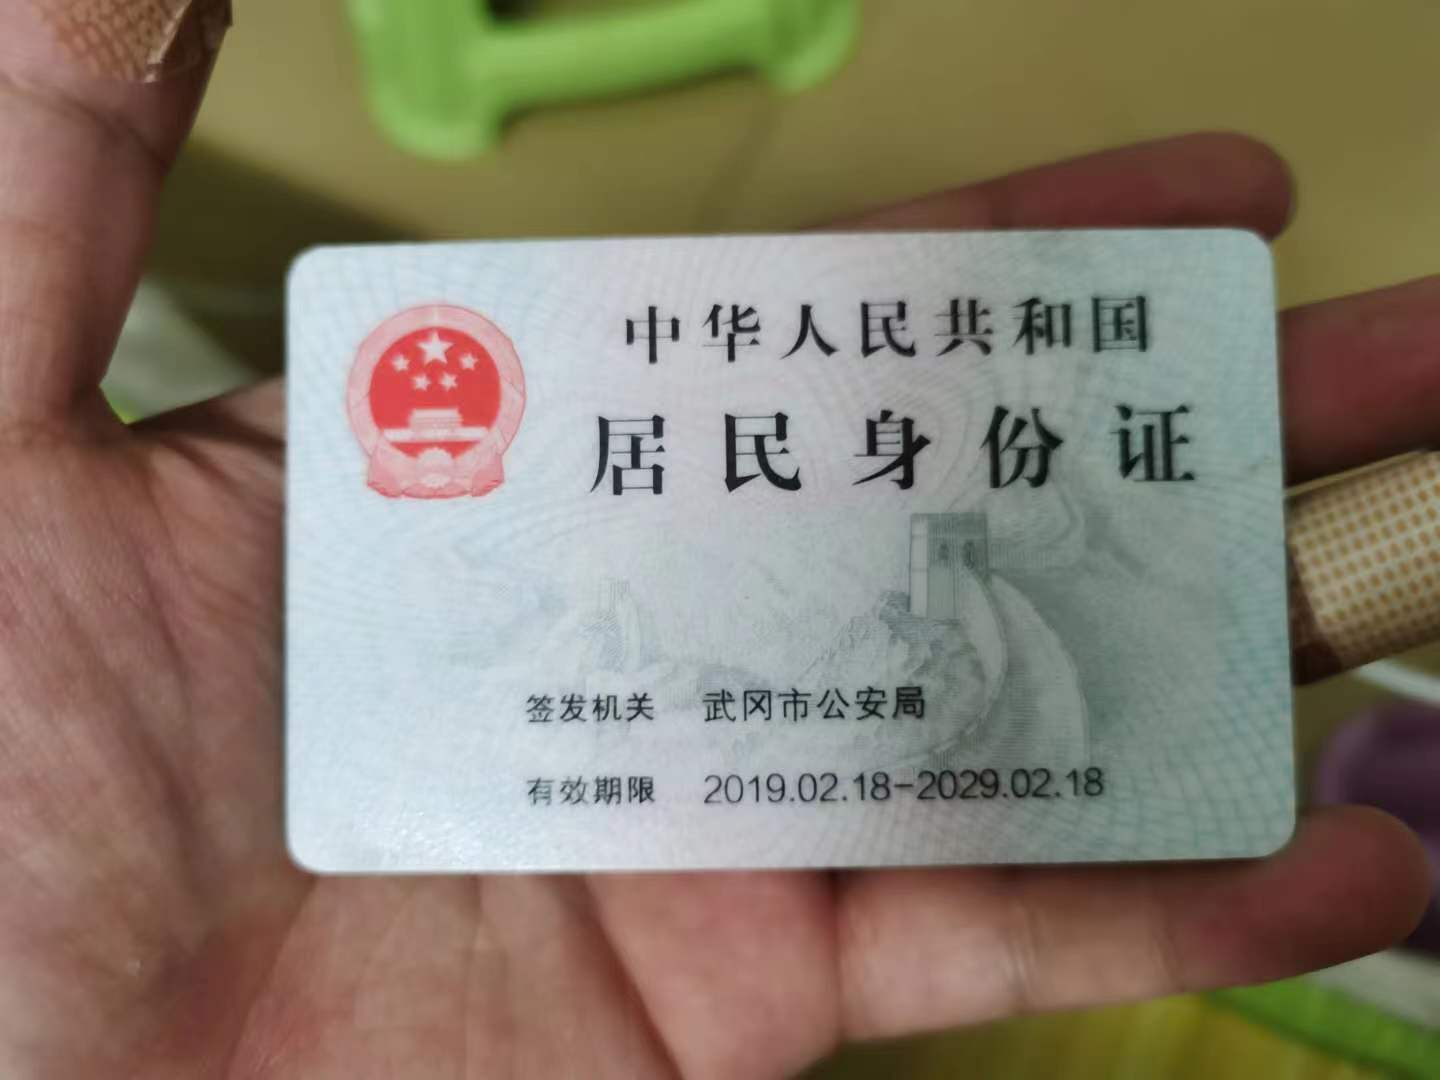 中华人民共和国
居民身份证
签发机关 武冈市公安局
有效期限 2019.02.18-2029.02.18